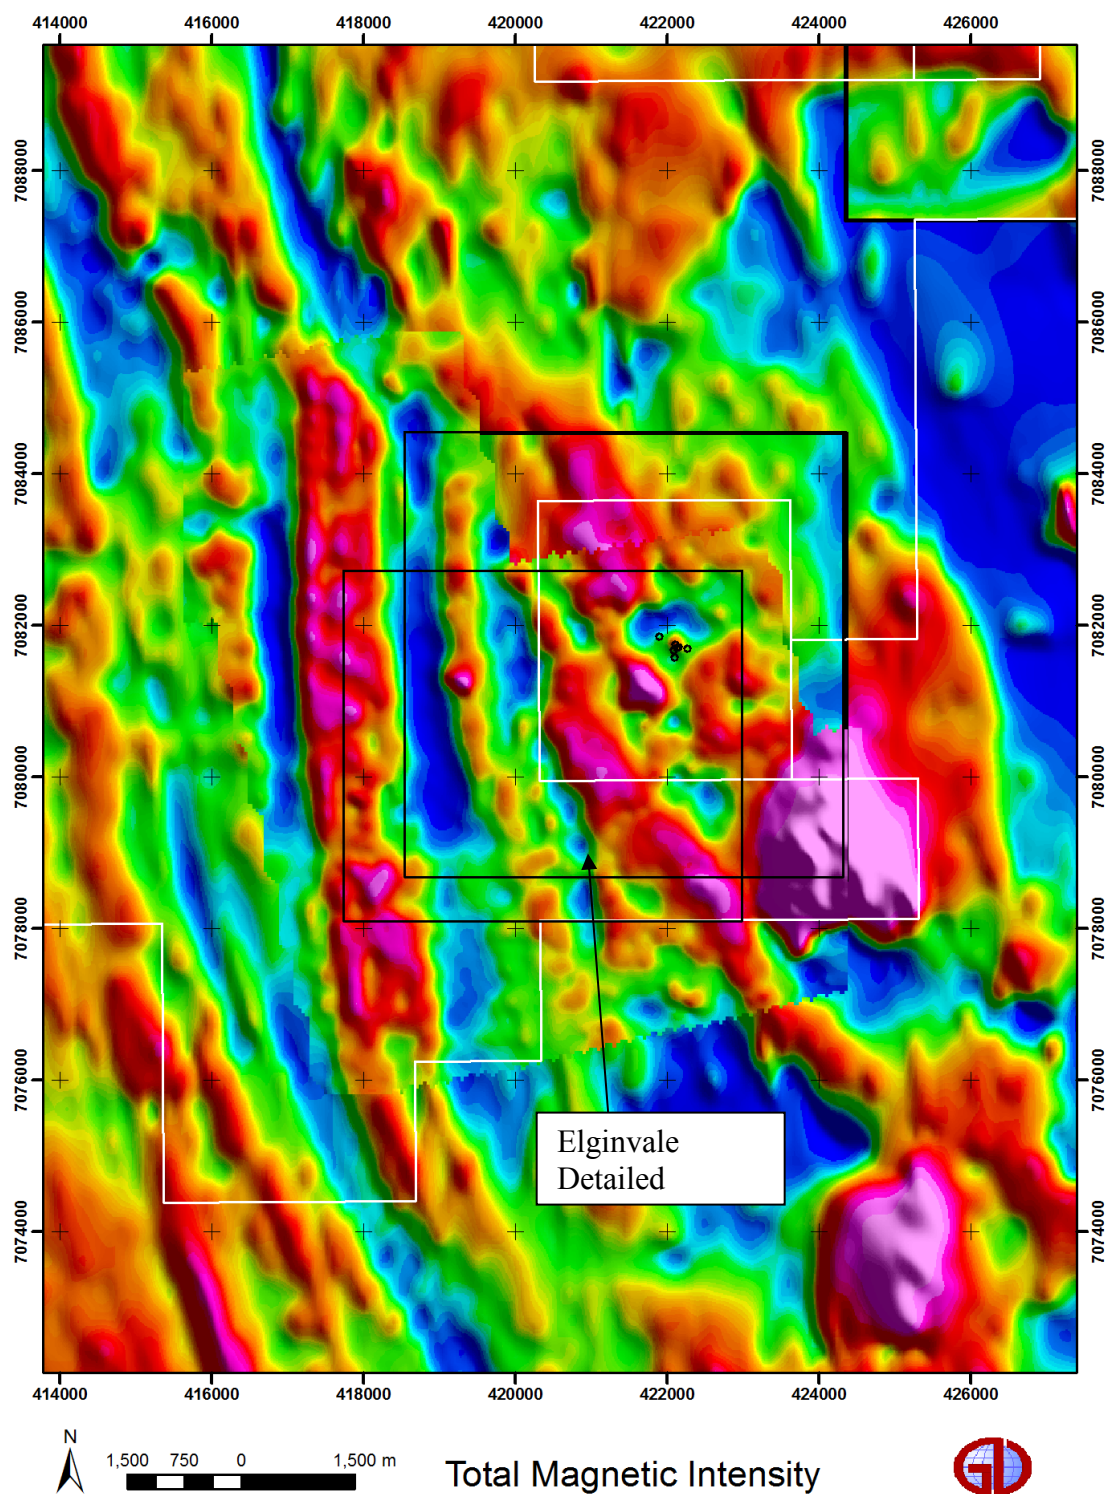 414000 416000 418000 420000 422000 424000 426000
7088000 7088000
7086000 7086000
7084000 7084000
7082000 7082000
7080000 7080000
7078000 7078000
7076000 7076000
7074000 7074000
Elginvale
Detailed
414000 416000 418000 420000 422000 424000 426000
N
1,500 750 0 1,500 m
Total Magnetic Intensity